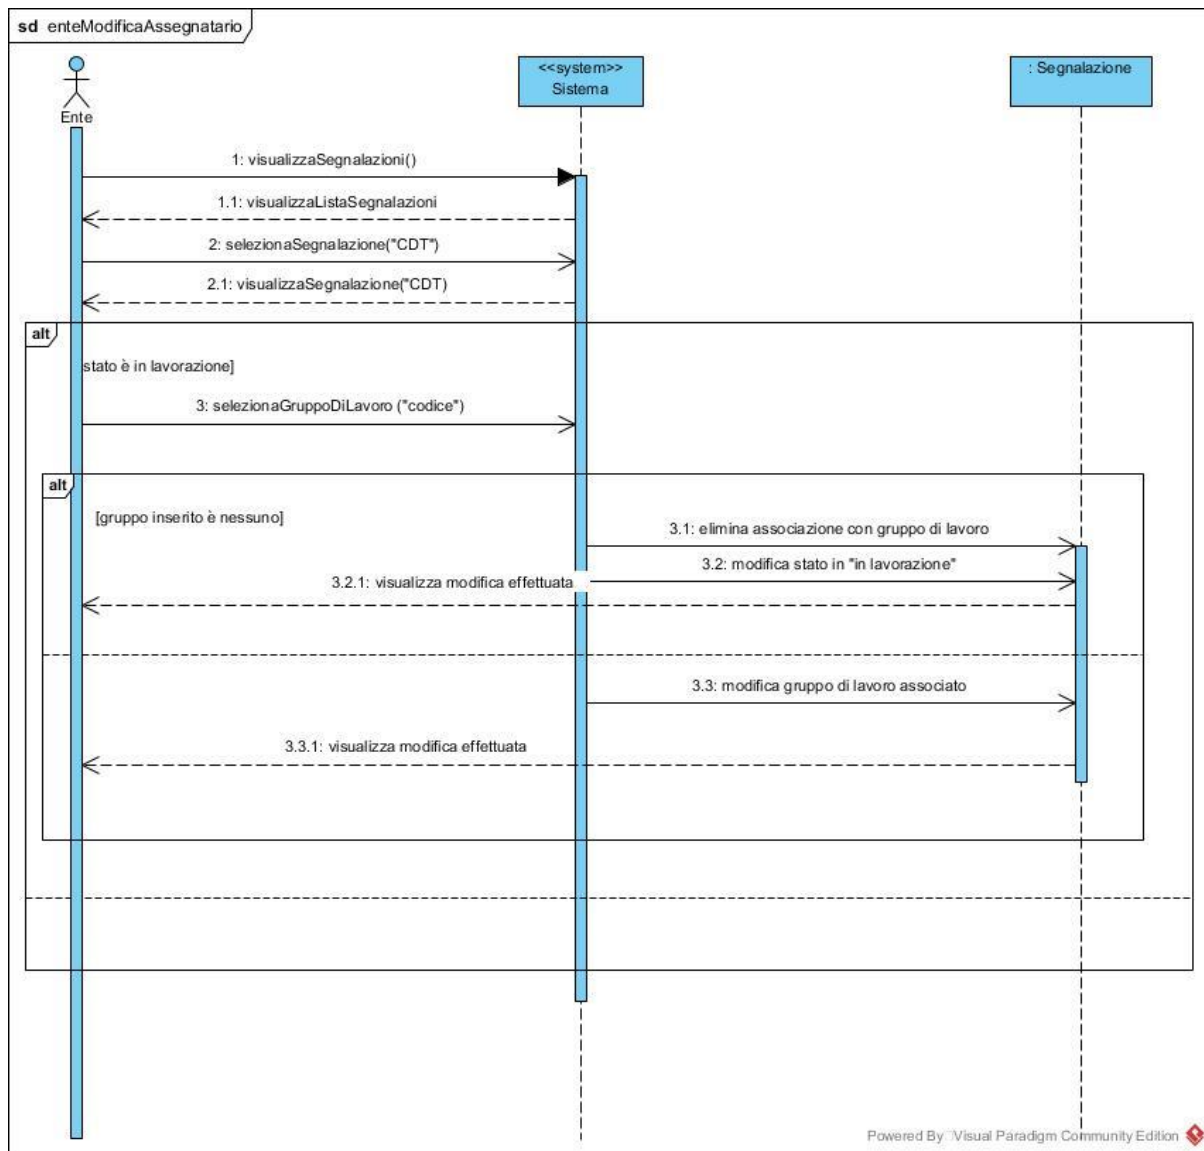 sd enteModificaAssegnatario
<<system>>
Sistema
: Segnalazione
Ente
1: visualizzaSegnalazioni()
1.1: visualizzaListaSegnalazioni
2: selezionaSegnalazione("CDT")
2.1: visualizzaSegnalazione("CDT)
alt
stato è in lavorazione]
3: selezionaGruppoDiLavoro ("codice")
alt
[gruppo inserito è nessuno]
3.1: elimina associazione con gruppo di lavoro
3.2: modifica stato in "in lavorazione"
3.2.1: visualizza modifica effettuata
3.3: modifica gruppo di lavoro associato
3.3.1: visualizza modifica effettuata
Powered By Visual Paradigm Community Edition